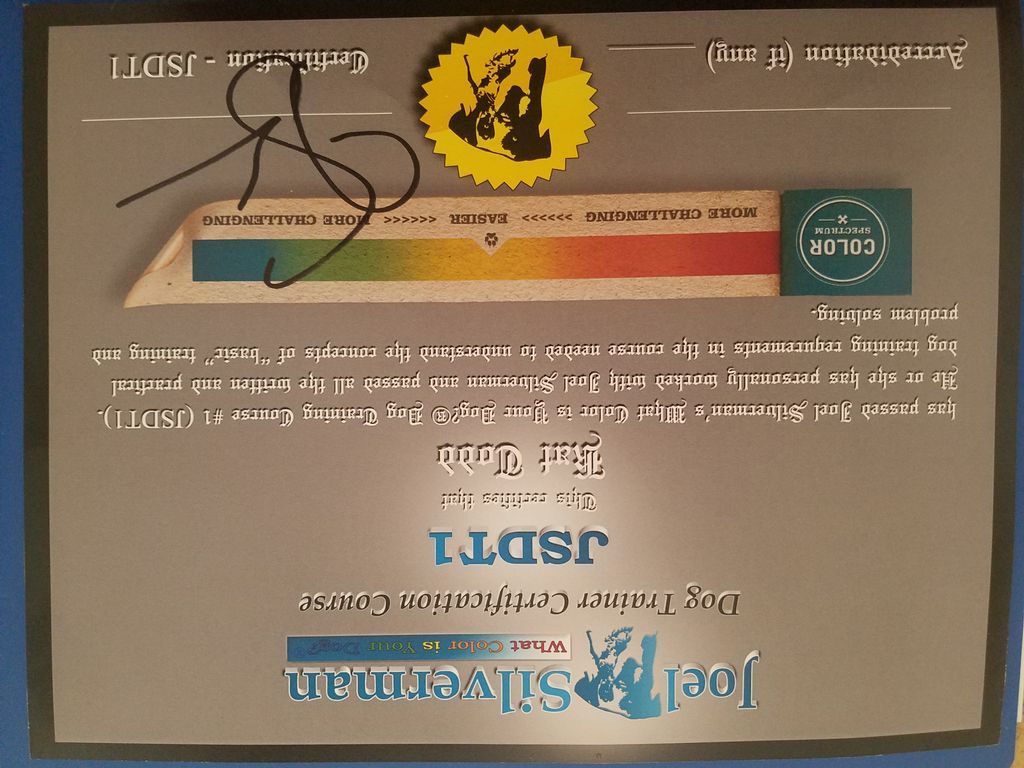 Joel Silverman
What Color is Your Dog?
Dog Trainer Certification Course
JSDT1
This certifies that
Kat Todd
has passed Joel Silverman's What Color is Your Dog?® Dog Training Course #1 Course (JSDT1).
He or she has personally worked with Joel Silverman and passed all the written and practical
dog training requirements in the course needed to understand the concepts of "basic" training and
problem solving.
COLOR
SPECTRUM
MORE CHALLENGING >>>>> EASIER <<<<< MORE CHALLENGING
Accreditation (if any)
Certification - JSDT1